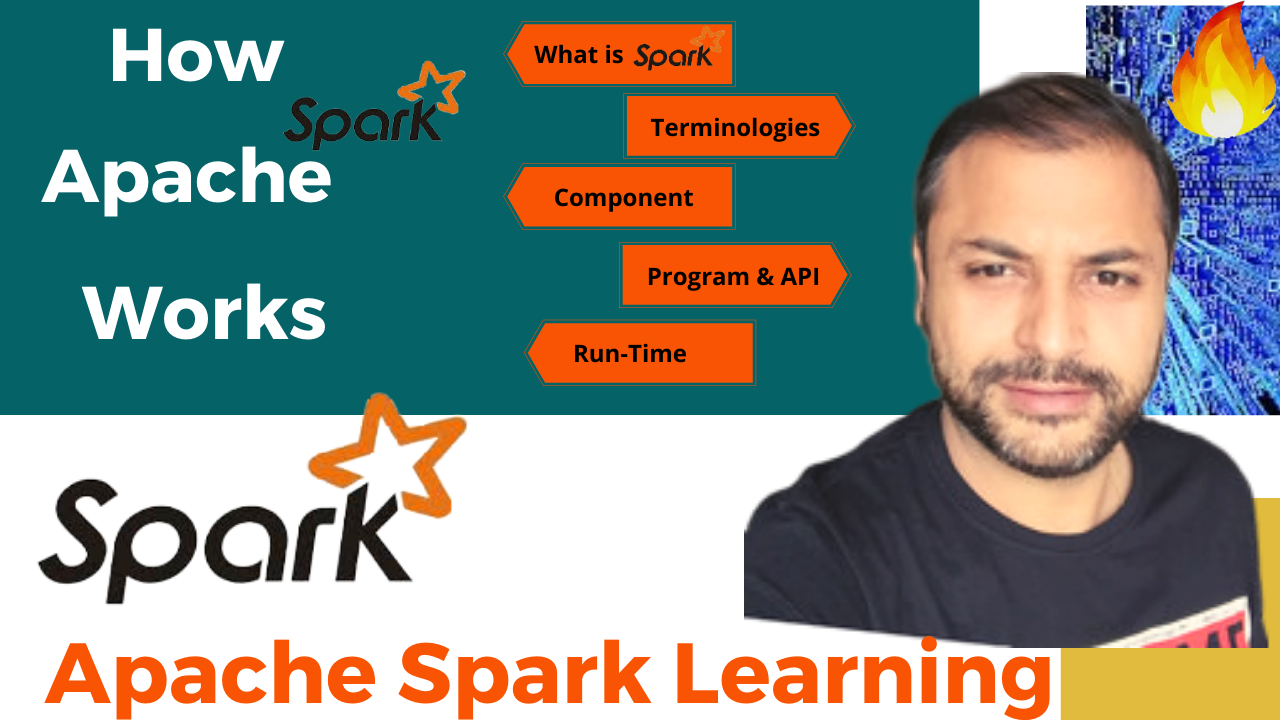 How
Spark
Apache
Works
What is Spark
Terminologies
Component
Program & API
Run-Time
Spark
Apache Spark Learning